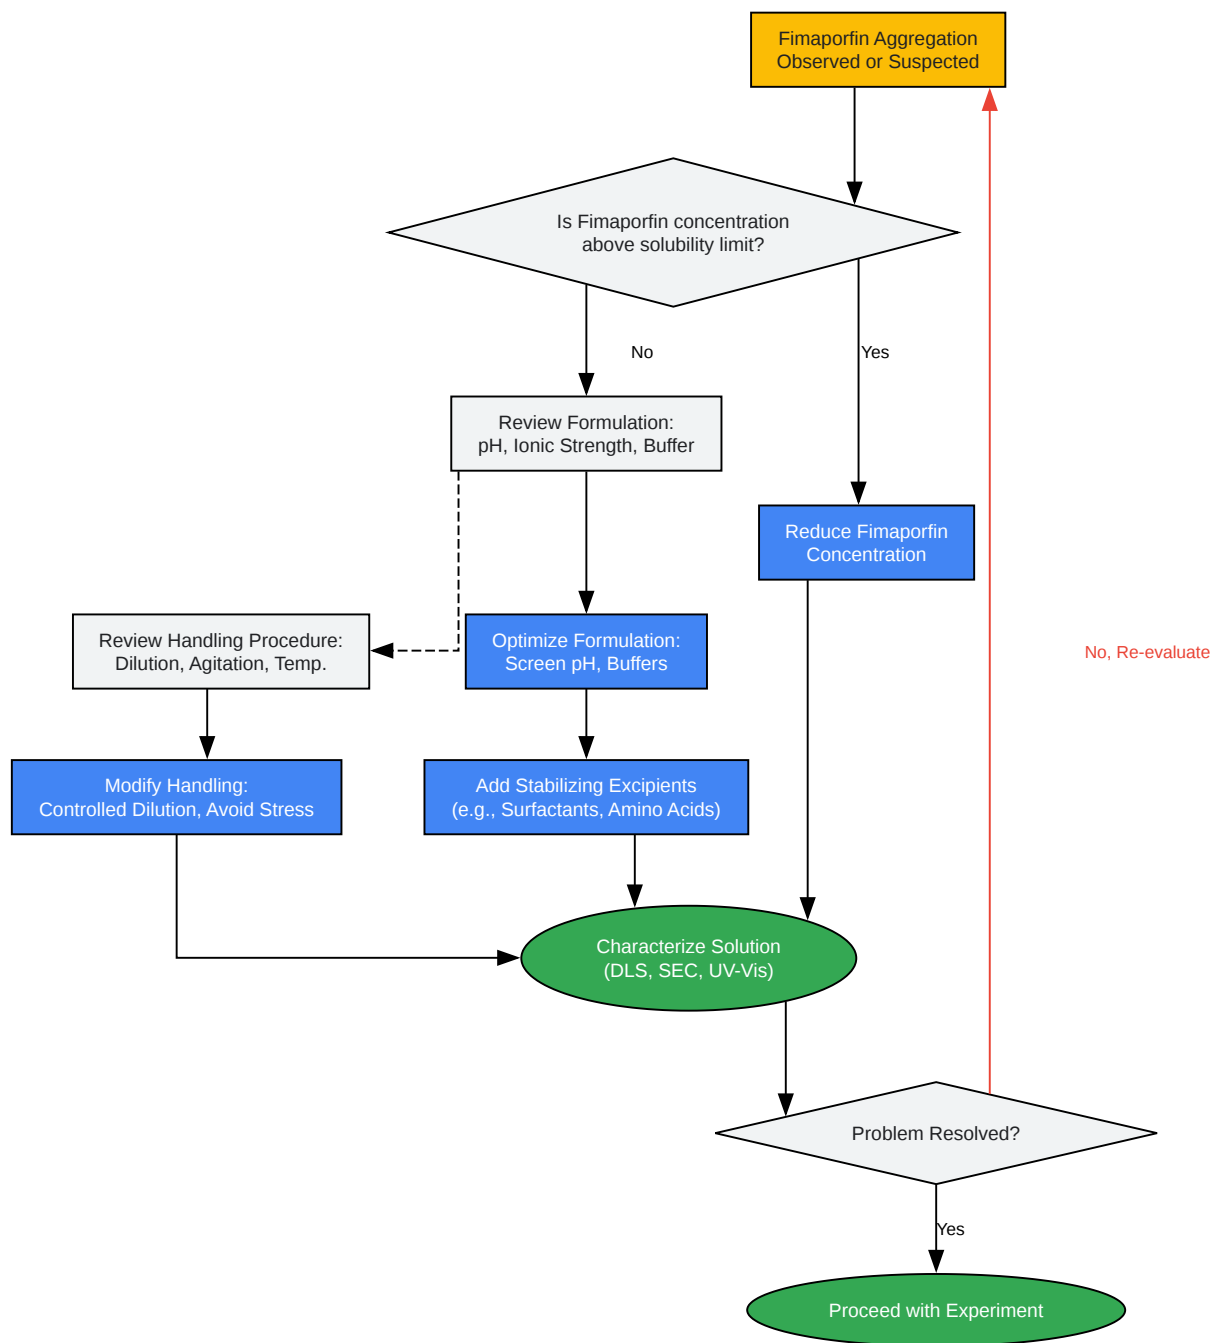 Fimaporfin Aggregation
Observed or Suspected
Is Fimaporfin concentration
above solubility limit?
No
Yes
Review Formulation:
pH, Ionic Strength, Buffer
Reduce Fimaporfin
Concentration
Review Handling Procedure:
Dilution, Agitation, Temp.
Optimize Formulation:
Screen pH, Buffers
No, Re-evaluate
Modify Handling:
Controlled Dilution, Avoid Stress
Add Stabilizing Excipients
(e.g., Surfactants, Amino Acids)
Characterize Solution
(DLS, SEC, UV-Vis)
Problem Resolved?
Yes
Proceed with Experiment